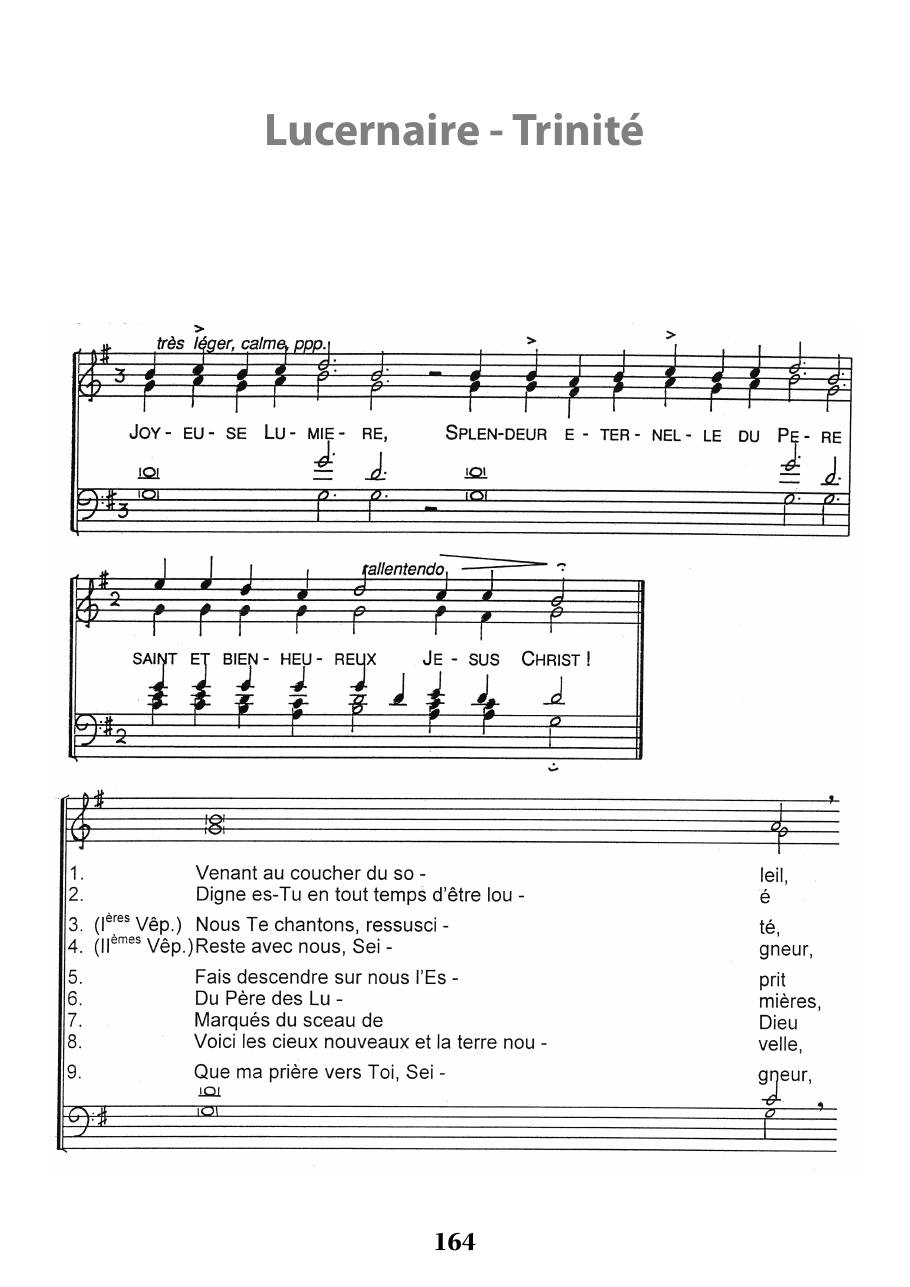 Lucernaire - Trinité
très léger, calme, ppp.
3
JOY - EU - SE LU - MIE - RE, SPLEN-DEUR E - TER - NEL - LE DU PE - RE
3
rallentendo
2
SAINT ET BIEN - HEU - REUX JE - SUS CHRIST !
2
1. Venant au coucher du so - leil,
2. Digne es-Tu en tout temps d'être lou - é
3. (Ières Vêp.) Nous Te chantons, ressusci - té,
4. (IIèmes Vêp.) Reste avec nous, Sei - gneur,
5. Fais descendre sur nous l'Es - prit
6. Du Père des Lu - mières,
7. Marqués du sceau de Dieu
8. Voici les cieux nouveaux et la terre nou - velle,
9. Que ma prière vers Toi, Sei - gneur,
164